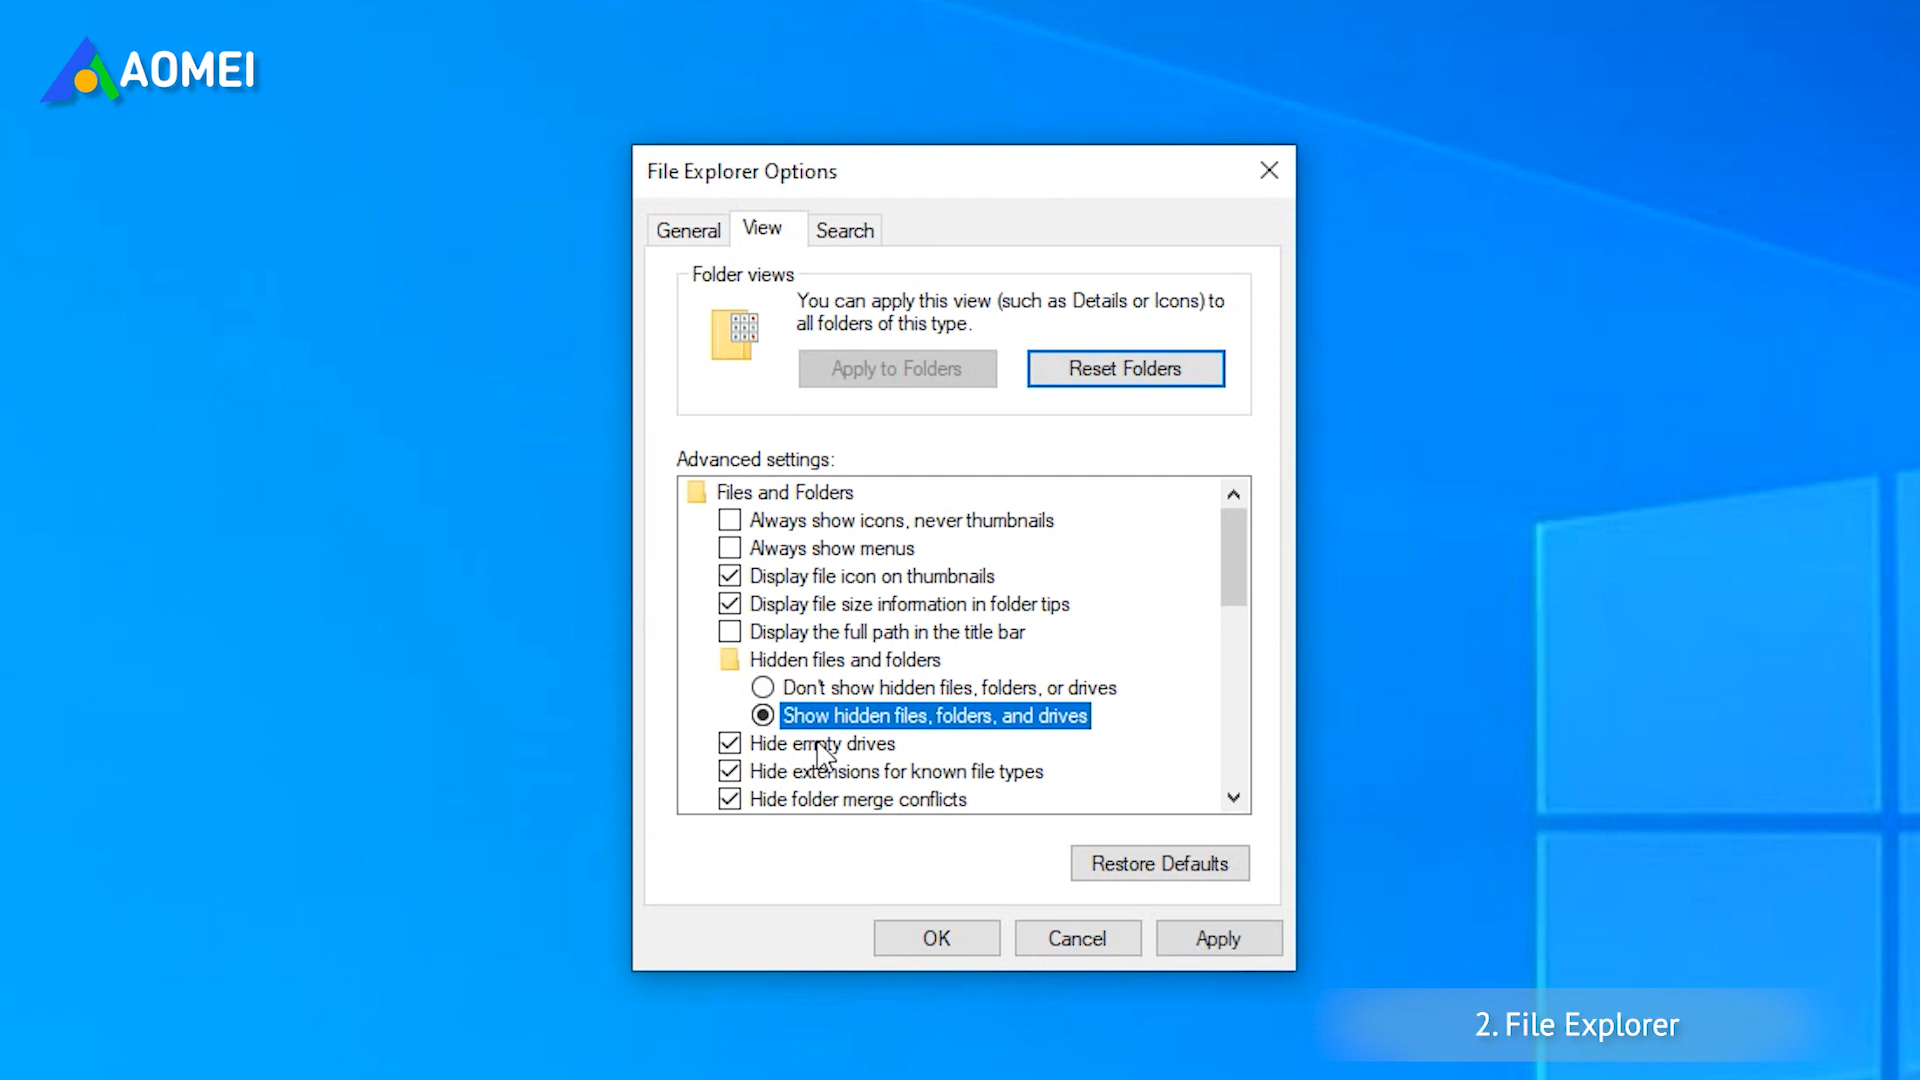 AOMEI
File Explorer Options
General
View
Search
Folder views
You can apply this view (such as Details or Icons) to
all folders of this type.
Apply to Folders
Reset Folders
Advanced settings:
Files and Folders
Always show icons, never thumbnails
Always show menus
Display file icon on thumbnails
Display file size information in folder tips
Display the full path in the title bar
Hidden files and folders
Don't show hidden files, folders, or drives
Show hidden files, folders, and drives
Hide empty drives
Hide extensions for known file types
Hide folder merge conflicts
Restore Defaults
OK
Cancel
Apply
2. File Explorer